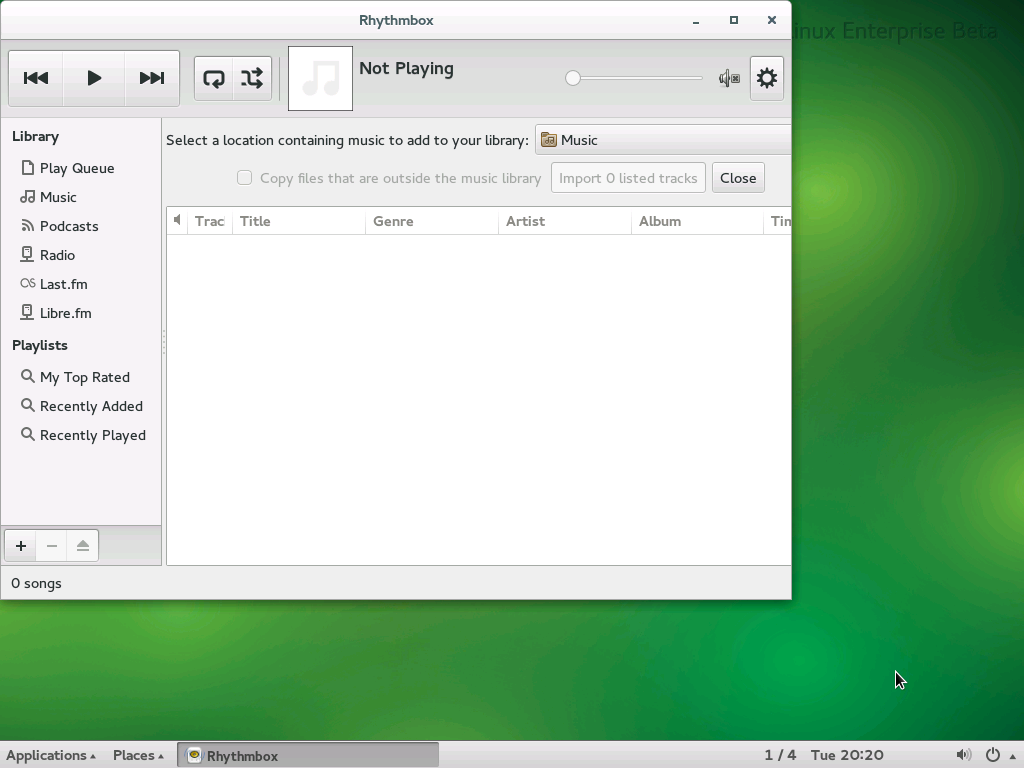 Rhythmbox
inux Enterprise Beta
Not Playing
Library
Play Queue
Music
Podcasts
Radio
Last.fm
Libre.fm
Playlists
My Top Rated
Recently Added
Recently Played
Select a location containing music to add to your library: Music
Copy files that are outside the music library Import 0 listed tracks Close
Trac Title Genre Artist Album Tin
0 songs
Applications Places Rhythmbox 1 / 4 Tue 20:20